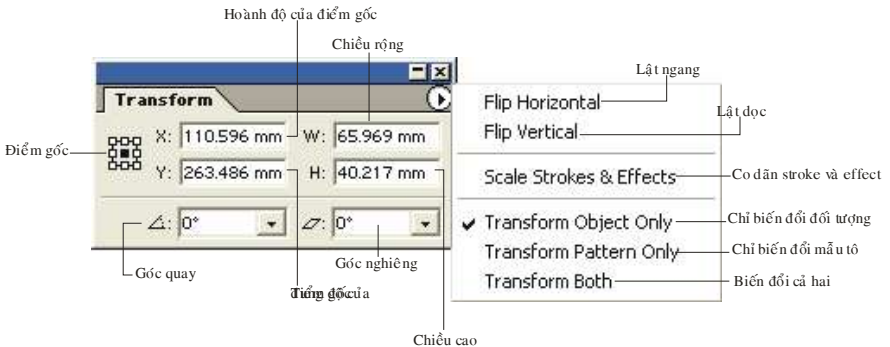 Hoành độ của điểm gốc
Chiều rộng
Lật ngang
Transform
Flip Horizontal
Lật dọc
X: 110.596 mm W: 65.969 mm
Flip Vertical
Điểm gốc
Y: 263.486 mm H: 40.217 mm
Scale Strokes & Effects
Co dãn stroke và effect
0°
0°
Transform Object Only
Chỉ biến đổi đối tượng
Góc quay
Góc nghiêng
Transform Pattern Only
Chỉ biến đổi mẫu tô
Transform Both
Biến đổi cả hai
Chiều cao